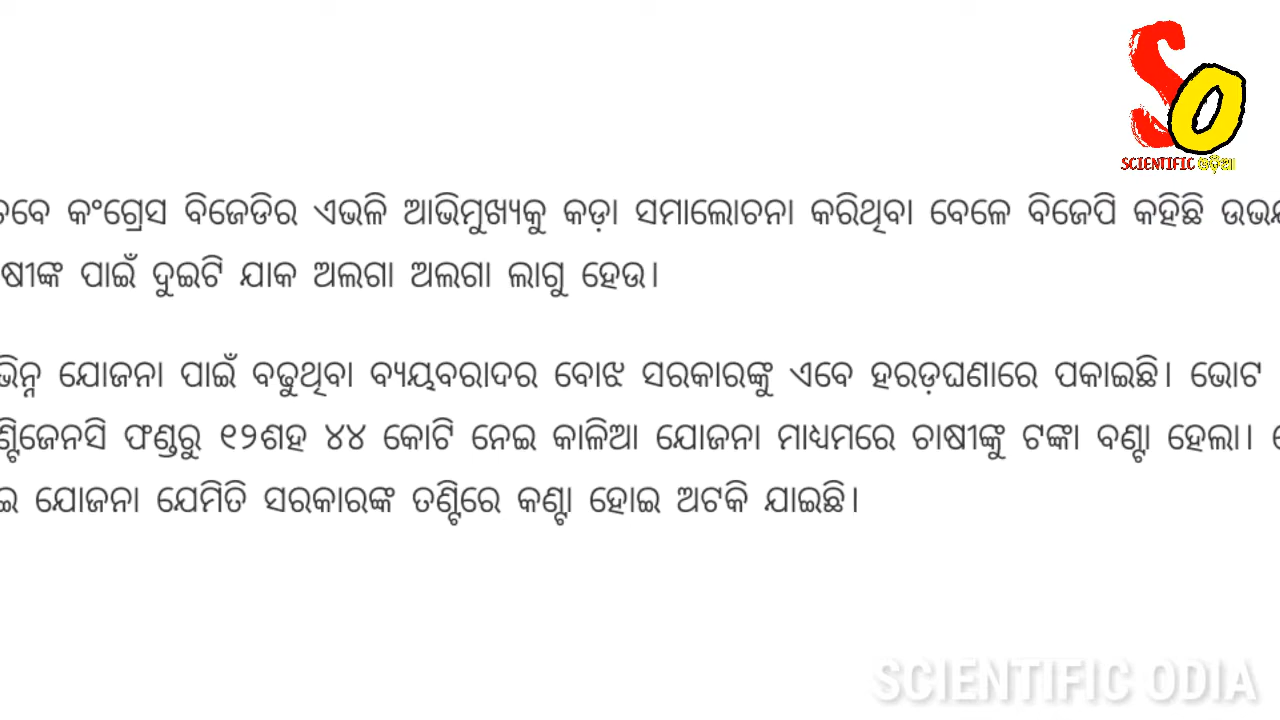 SO
SCIENTIFIC ଓଡ଼ିଆ
ତେବେ କଂଗ୍ରେସ ବିଜେଡିର ଏଭଳି ଆଭିମୁଖ୍ୟକୁ କଡ଼ା ସମାଲୋଚନା କରିଥିବା ବେଳେ ବିଜେପି କହିଛି
ପାଇଁ ଦୁଇଟି ଯାକ ଅଲଗା ଅଲଗା ଲାଗୁ ହେଉ।
ଯୋଜନା ପାଇଁ ବଢୁଥିବା ବ୍ୟୟବରାଦର ବୋଝ ସରକାରଙ୍କୁ ଏବେ ହରଡ଼ଘଣାରେ ପକାଇଛି। ଭୋଟ
ଫଣ୍ଡରୁ ୧୨ଶହ ୪୪ କୋଟି ନେଇ କାଳିଆ ଯୋଜନା ମାଧ୍ୟମରେ ଚାଷୀଙ୍କୁ ଟଙ୍କା ବଣ୍ଟା ହେଲା।
ଯୋଜନା ଯେମିତି ସରକାରଙ୍କ ତଣ୍ଟିରେ କଣ୍ଟା ହୋଇ ଅଟକି ଯାଇଛି।
SCIENTIFIC ODIA